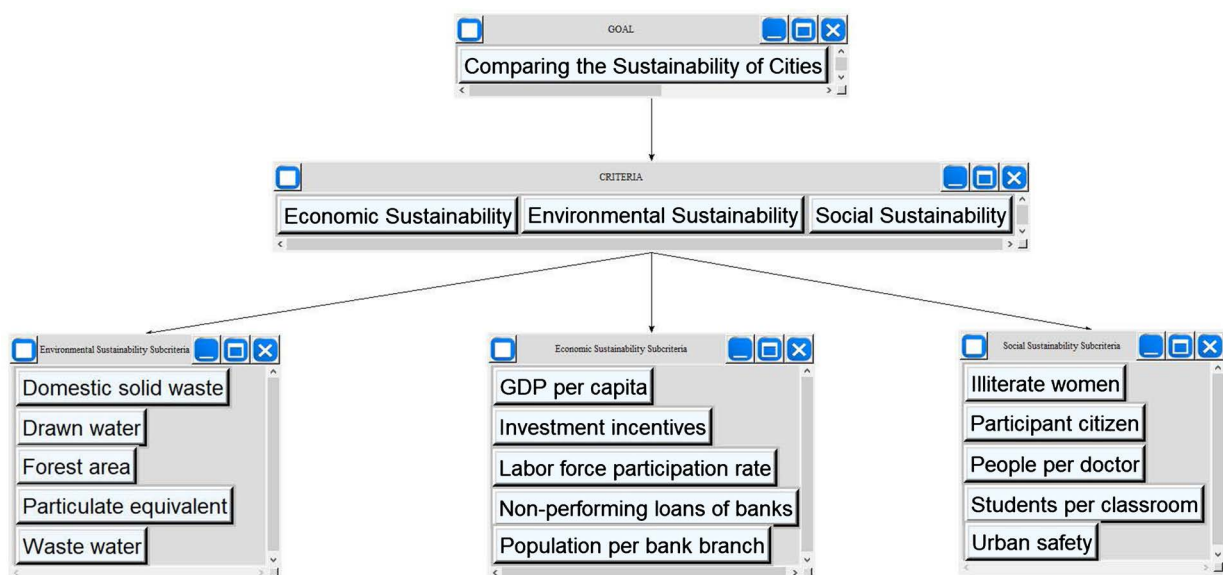 GOAL
Comparing the Sustainability of Cities
CRITERIA
Economic Sustainability
Environmental Sustainability
Social Sustainability
Environmental Sustainability Subcriteria
Domestic solid waste
Drawn water
Forest area
Particulate equivalent
Waste water
Economic Sustainability Subcriteria
GDP per capita
Investment incentives
Labor force participation rate
Non-performing loans of banks
Population per bank branch
Social Sustainability Subcriteria
Illiterate women
Participant citizen
People per doctor
Students per classroom
Urban safety